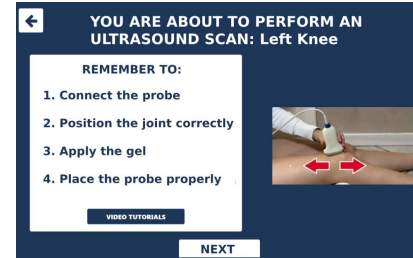 YOU ARE ABOUT TO PERFORM AN
ULTRASOUND SCAN: Left Knee
REMEMBER TO:
1. Connect the probe
2. Position the joint correctly
3. Apply the gel
4. Place the probe properly
VIDEO TUTORIALS
NEXT